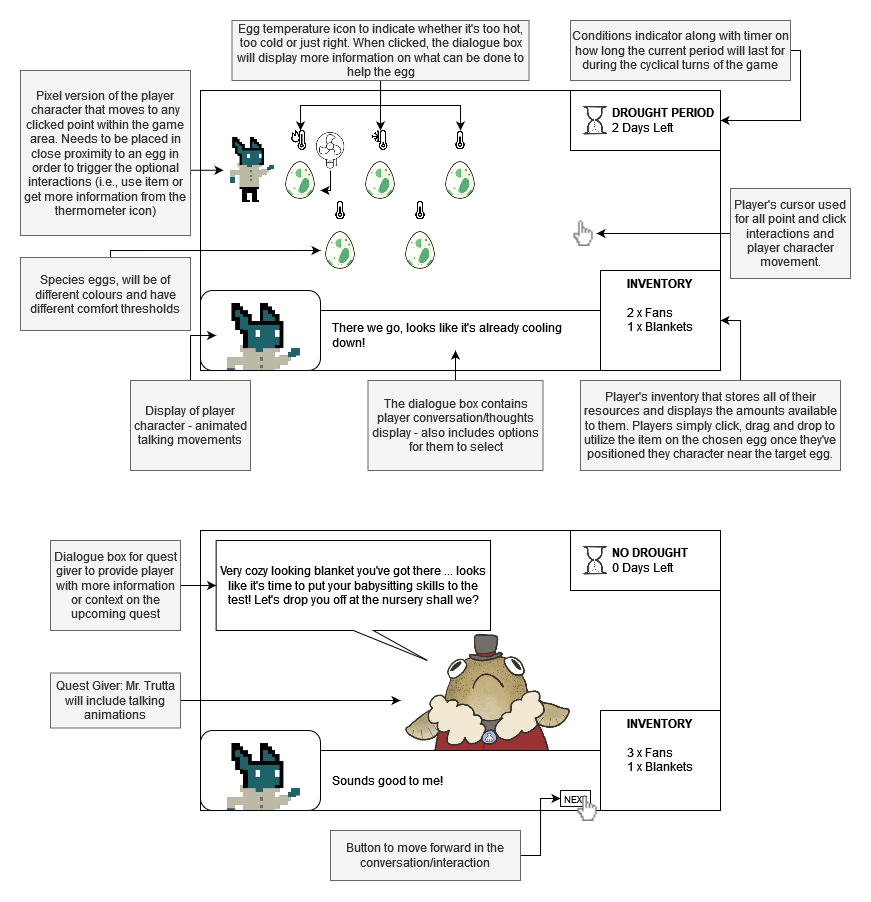 Egg temperature icon to indicate whether it's too hot,
too cold or just right. When clicked, the dialogue box
will display more information on what can be done to
help the egg
Conditions indicator along with timer on
how long the current period will last for
during the cyclical turns of the game
Pixel version of the player
character that moves to any
clicked point within the game
area. Needs to be placed in
close proximity to an egg in
order to trigger the optional
interactions (i.e., use item or
get more information from the
thermometer icon)
DROUGHT PERIOD
2 Days Left
Player's cursor used
for all point and click
interactions and
player character
movement.
Species eggs, will be of
different colours and have
different comfort thresholds
INVENTORY
2 x Fans
1 x Blankets
There we go, looks like it's already cooling
down!
Display of player
character - animated
talking movements
The dialogue box contains
player conversation/thoughts
display - also includes options
for them to select
Player's inventory that stores all of their
resources and displays the amounts available
to them. Players simply click, drag and drop to
utilize the item on the chosen egg once they've
positioned they character near the target egg.
Dialogue box for quest
giver to provide player
with more information
or context on the
upcoming quest
Very cozy looking blanket you've got there ... looks
like it's time to put your babysitting skills to the
test! Let's drop you off at the nursery shall we?
NO DROUGHT
0 Days Left
Quest Giver: Mr. Trutta
will include talking
animations
INVENTORY
3 x Fans
1 x Blankets
Sounds good to me!
NEXT
Button to move forward in the
conversation/interaction